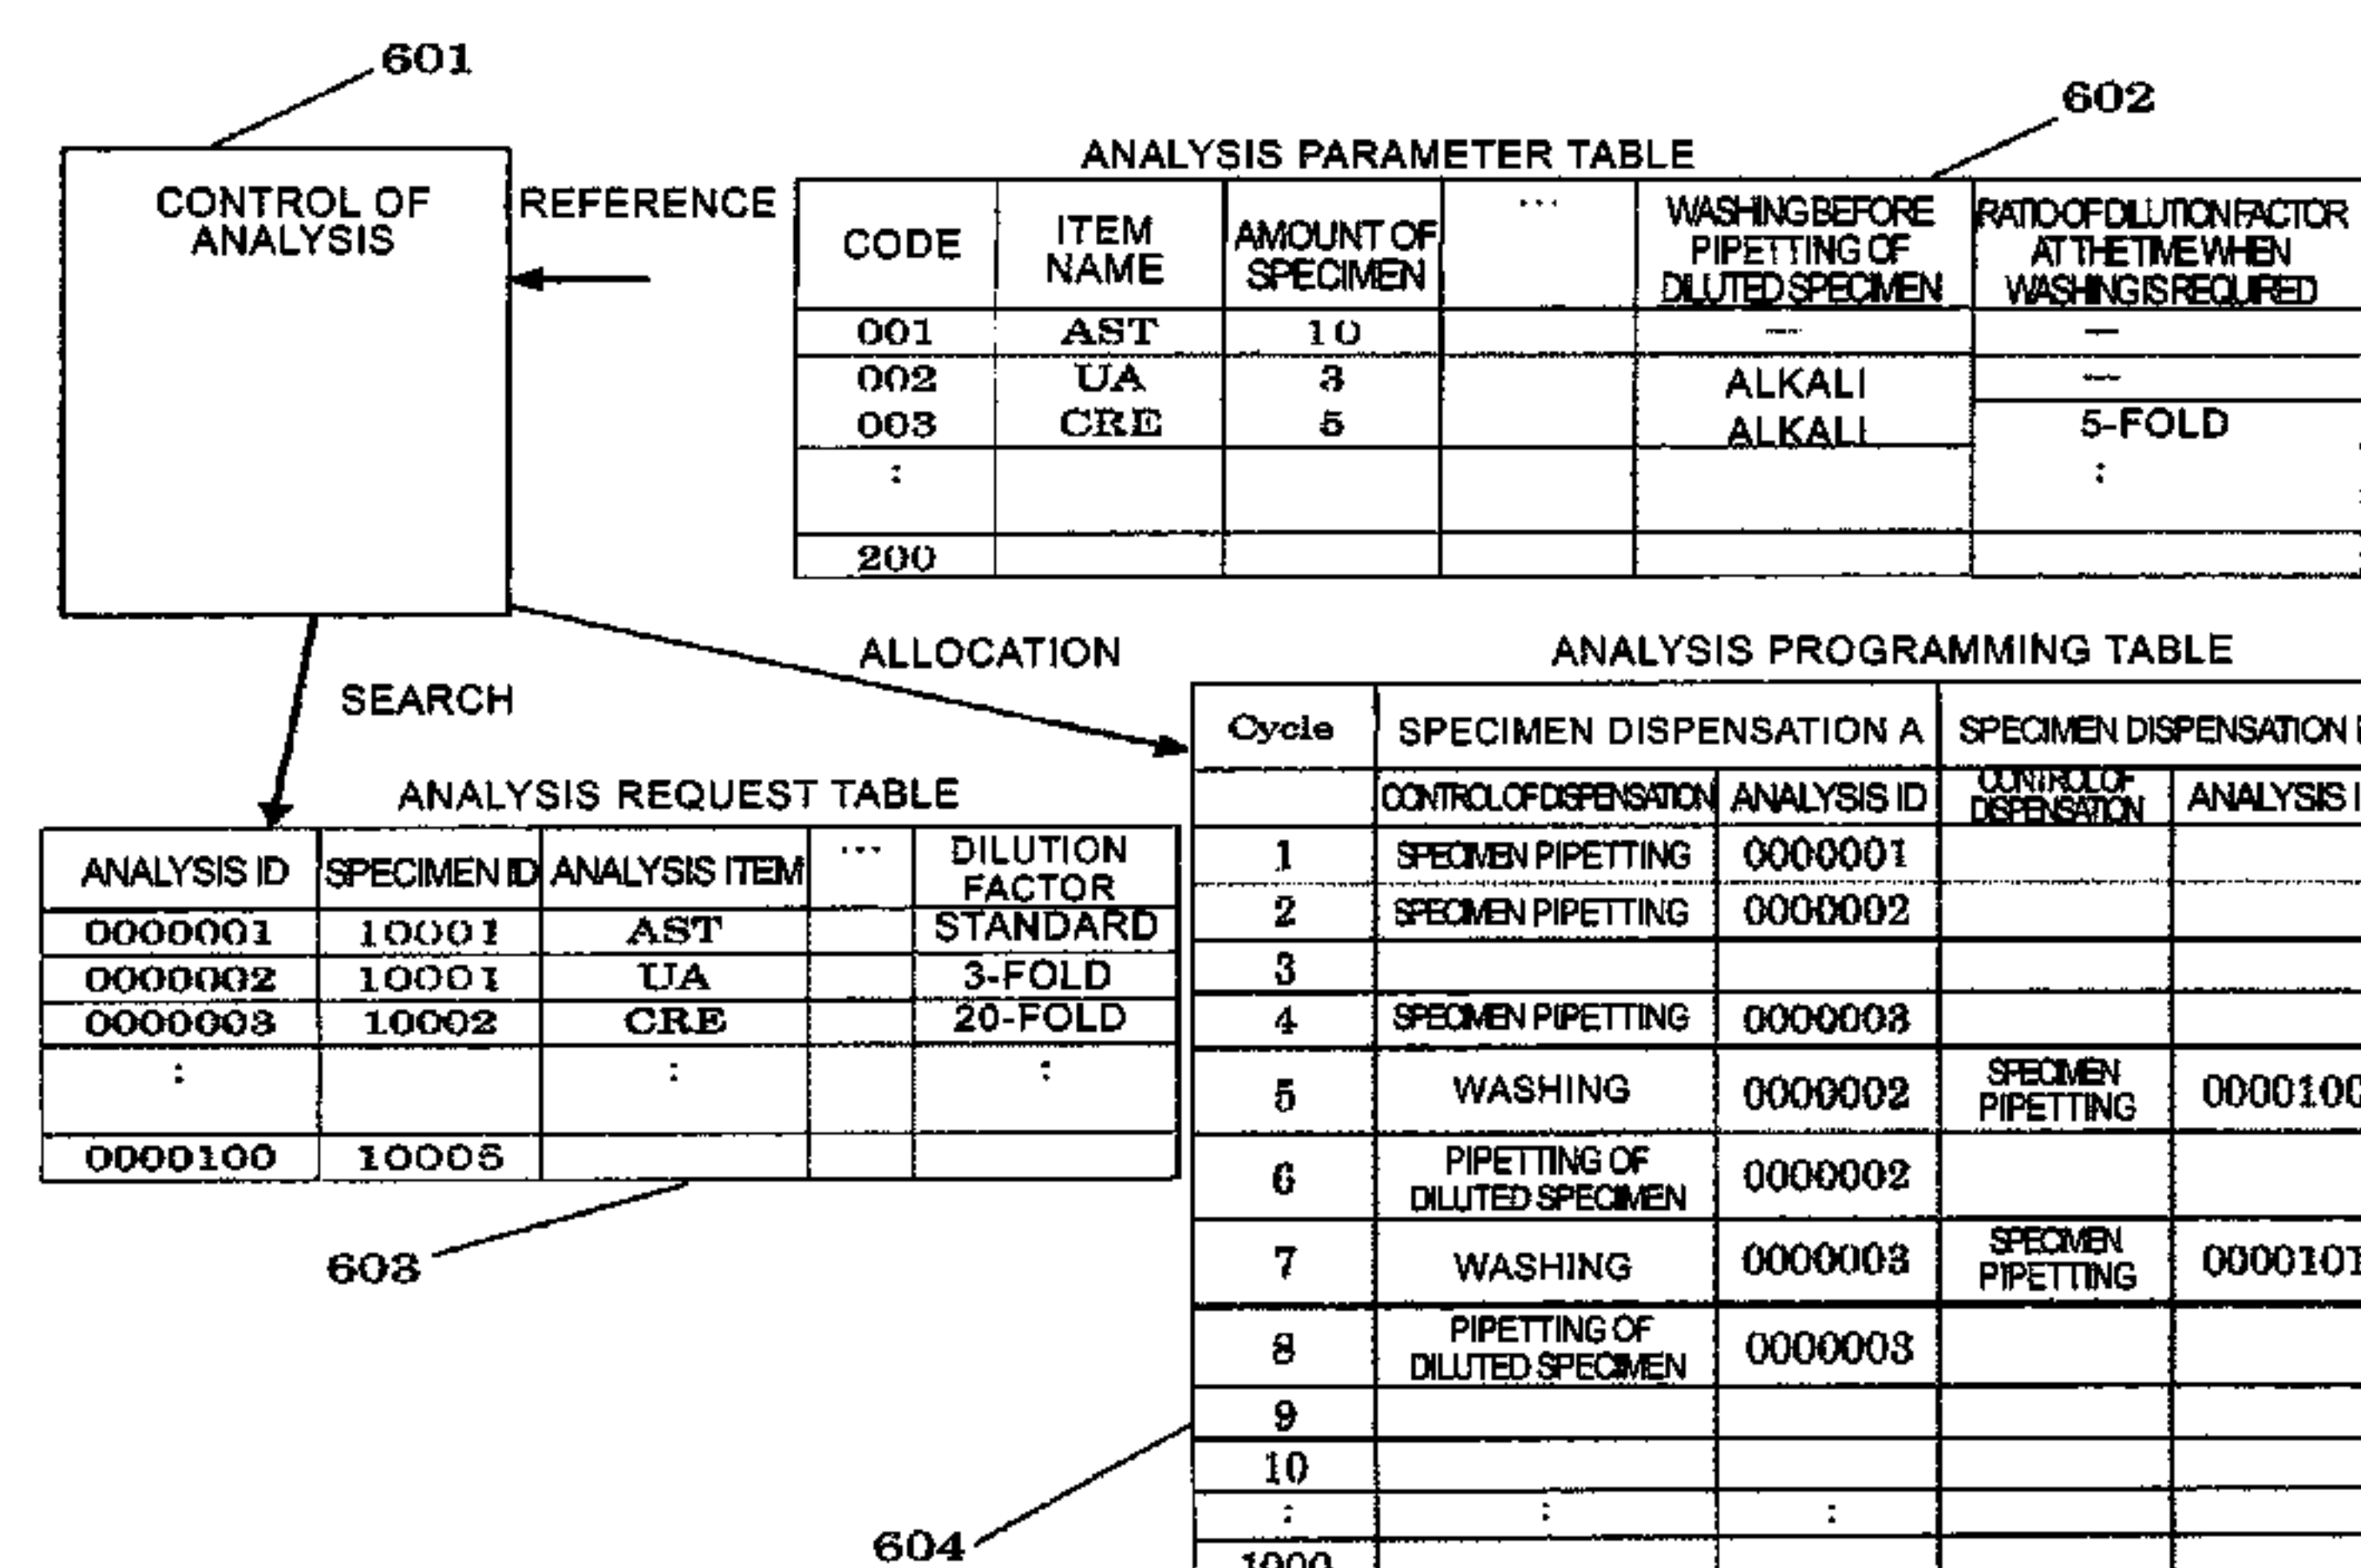 601
602
CONTROL OF
ANALYSIS
REFERENCE
ANALYSIS PARAMETER TABLE
CODE
ITEM
NAME
AMOUNT OF
SPECIMEN
...
WASHING BEFORE
PIPETTING OF
DILUTED SPECIMEN
RATIO OF DILUTION FACTOR
AT THE TIME WHEN
WASHING IS REQUIRED
001 AST 10 — —
002 UA 3 ALKALI —
003 CRE 5 ALKALI 5-FOLD
: :
200
ALLOCATION
SEARCH
ANALYSIS REQUEST TABLE
ANALYSIS ID
SPECIMEN ID
ANALYSIS ITEM
...
DILUTION
FACTOR
0000001 10001 AST STANDARD
0000002 10001 UA 3-FOLD
0000003 10002 CRE 20-FOLD
: : :
0000100 10005
603
ANALYSIS PROGRAMMING TABLE
Cycle SPECIMEN DISPENSATION A SPECIMEN DISPENSATION
CONTROL OF DISPENSATION ANALYSIS ID
CONTROL OF
DISPENSATION
ANALYSIS I
1 SPECIMEN PIPETTING 0000001
2 SPECIMEN PIPETTING 0000002
3
4 SPECIMEN PIPETTING 0000003
5 WASHING 0000002
SPECIMEN
PIPETTING
0000100
6
PIPETTING OF
DILUTED SPECIMEN
0000002
7 WASHING 0000003
SPECIMEN
PIPETTING
0000101
8
PIPETTING OF
DILUTED SPECIMEN
0000003
9
10
: : :
1000
604